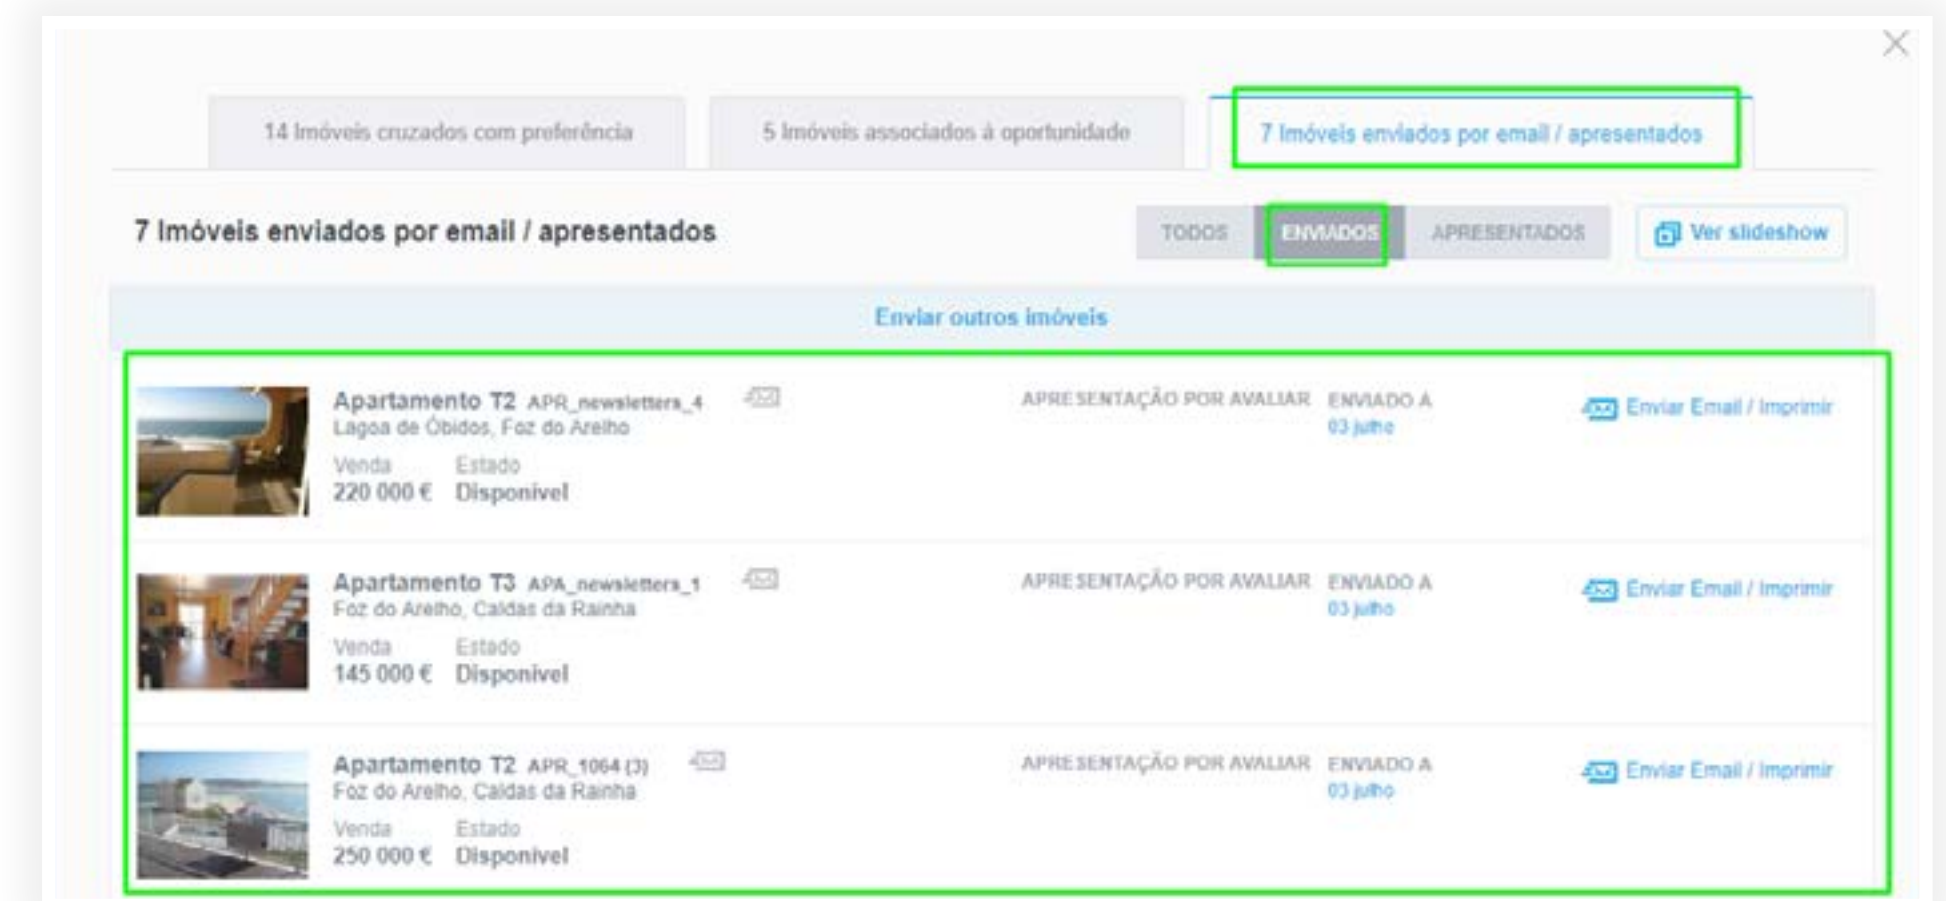 14 Imóveis cruzados com preferência
5 Imóveis associados à oportunidade
7 Imóveis enviados por email / apresentados
7 Imóveis enviados por email / apresentados
TODOS
ENVIADOS
APRESENTADOS
Ver slideshow
Enviar outros imóveis
Apartamento T2 APR_newsletters_4
APRESENTAÇÃO POR AVALIAR
ENVIADO A
Enviar Email / Imprimir
Lagoa de Óbidos, Foz do Arelho
03 julho
Venda Estado
220 000 € Disponível
Apartamento T3 APA_newsletters_1
APRESENTAÇÃO POR AVALIAR
ENVIADO A
Enviar Email / Imprimir
Foz do Arelho, Caldas da Rainha
03 julho
Venda Estado
145 000 € Disponível
Apartamento T2 APR_1064 (3)
APRESENTAÇÃO POR AVALIAR
ENVIADO A
Enviar Email / Imprimir
Foz do Arelho, Caldas da Rainha
03 julho
Venda Estado
250 000 € Disponível